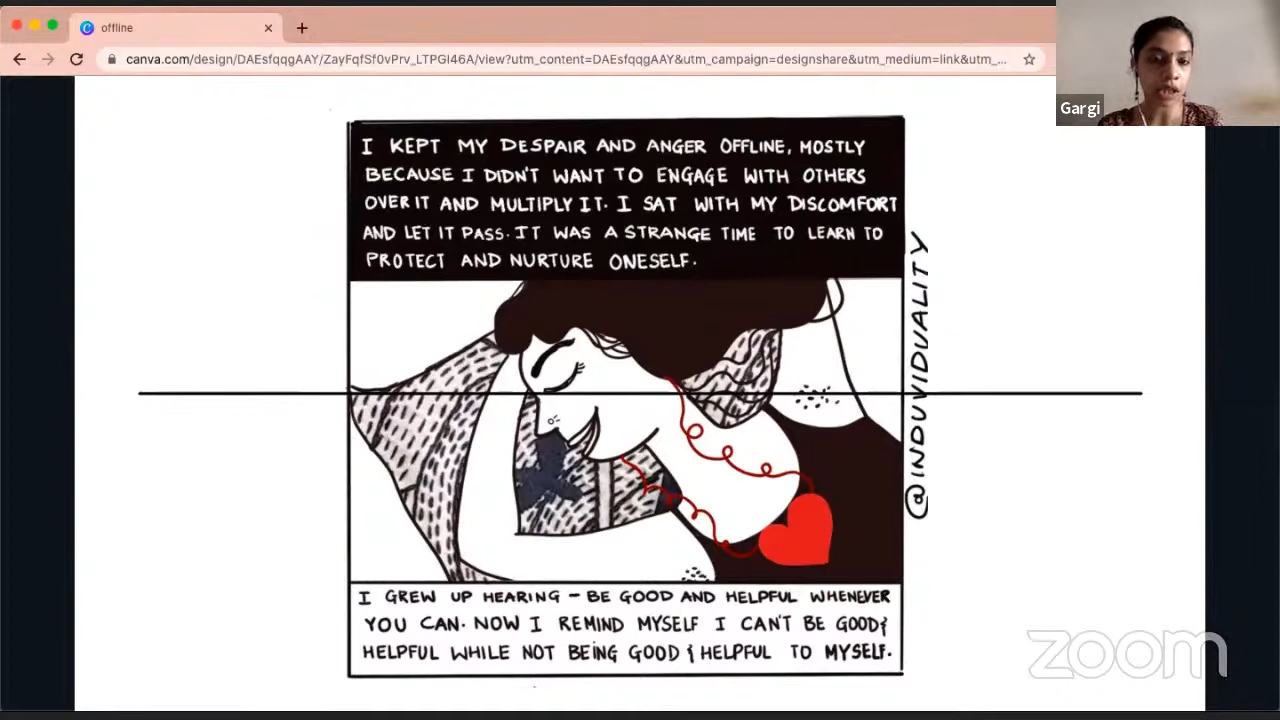 offline
canva.com/design/DAEsfqqgAAY/ZayFqfSf0vPrv_LTPGI46A/view?utm_content=DAEsfqqgAAY&utm_campaign=designshare&utm_medium=link&utm_...
Gargi
I KEPT MY DESPAIR AND ANGER OFFLINE, MOSTLY
BECAUSE I DIDN'T WANT TO ENGAGE WITH OTHERS
OVER IT AND MULTIPLY IT. I SAT WITH MY DISCOMFORT
AND LET IT PASS. IT WAS A STRANGE TIME TO LEARN TO
PROTECT AND NURTURE ONESELF.
@INDUVIDUALITY
I GREW UP HEARING – BE GOOD AND HELPFUL WHENEVER
YOU CAN. NOW I REMIND MYSELF I CAN'T BE GOOD &
HELPFUL WHILE NOT BEING GOOD & HELPFUL TO MYSELF.
zoom